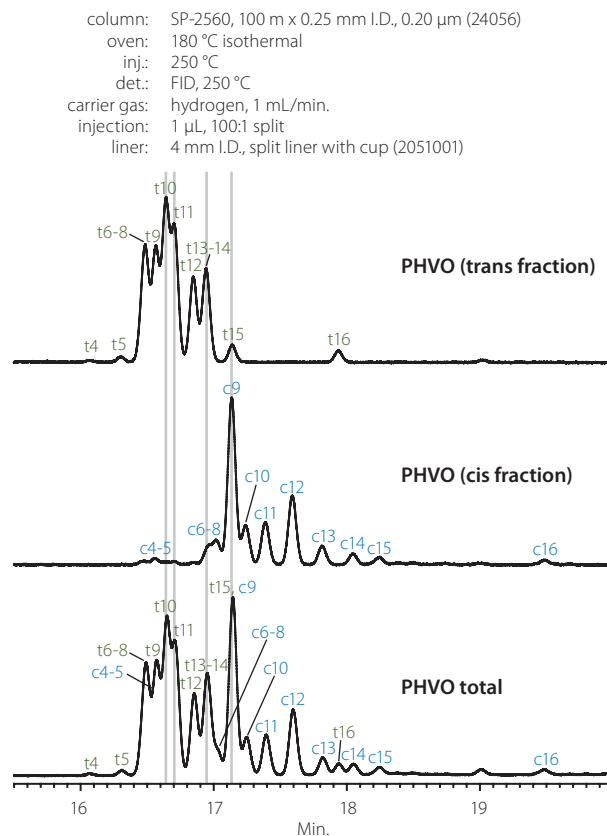 column: SP-2560, 100 m x 0.25 mm I.D., 0.20 μm (24056)
oven: 180 °C isothermal
inj.: 250 °C
det.: FID, 250 °C
carrier gas: hydrogen, 1 mL/min.
injection: 1 μL, 100:1 split
liner: 4 mm I.D., split liner with cup (2051001)
t10
t11
t6-8
t9
t13-14
t12
PHVO (trans fraction)
t15
t16
t4
t5
c9
PHVO (cis fraction)
c10
c12
c6-8
c11
c4-5
c13
c14
c15
c16
t15, c9
t10
t11
c6-8
t6-8
t9
c4-5
t13-14
t12
c10
PHVO total
c12
c11
t16
c13
c14
c15
c16
t4
t5
16 17 18 19
Min.